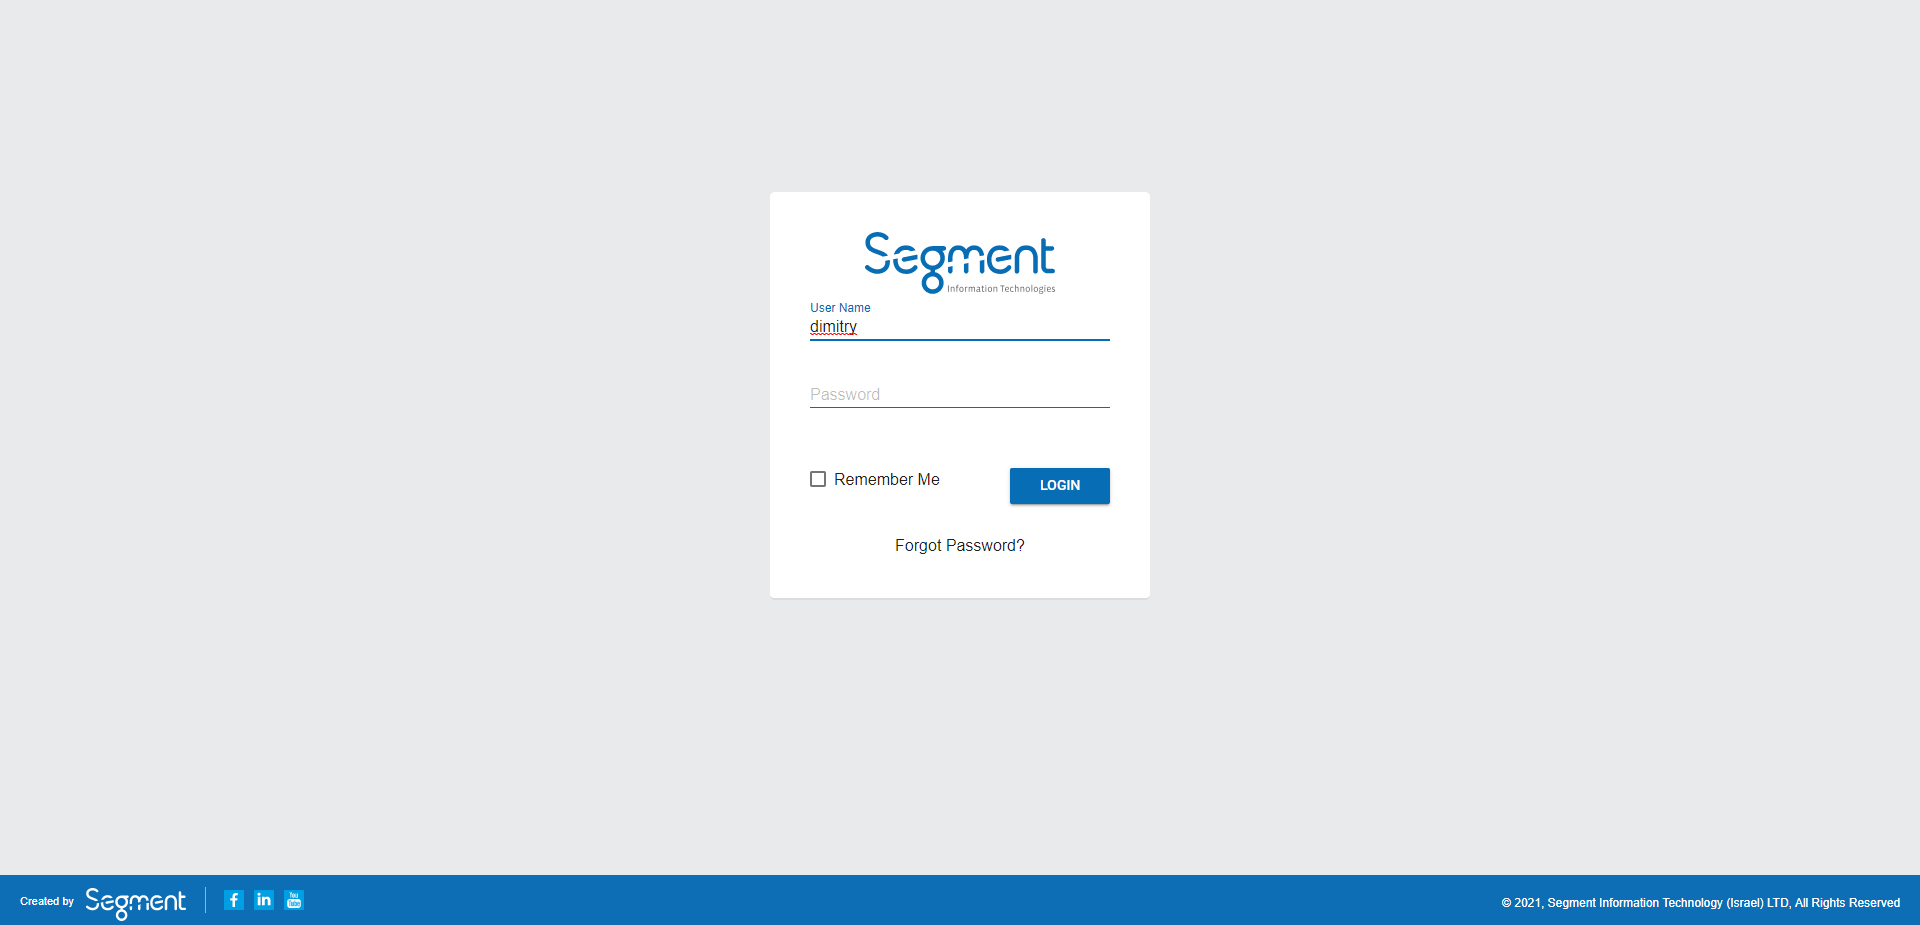 Segment
Information Technologies
User Name
dimitry
Password
Remember Me
LOGIN
Forgot Password?
Created by Segment
f in You Tube
© 2021, Segment Information Technology (Israel) LTD, All Rights Reserved